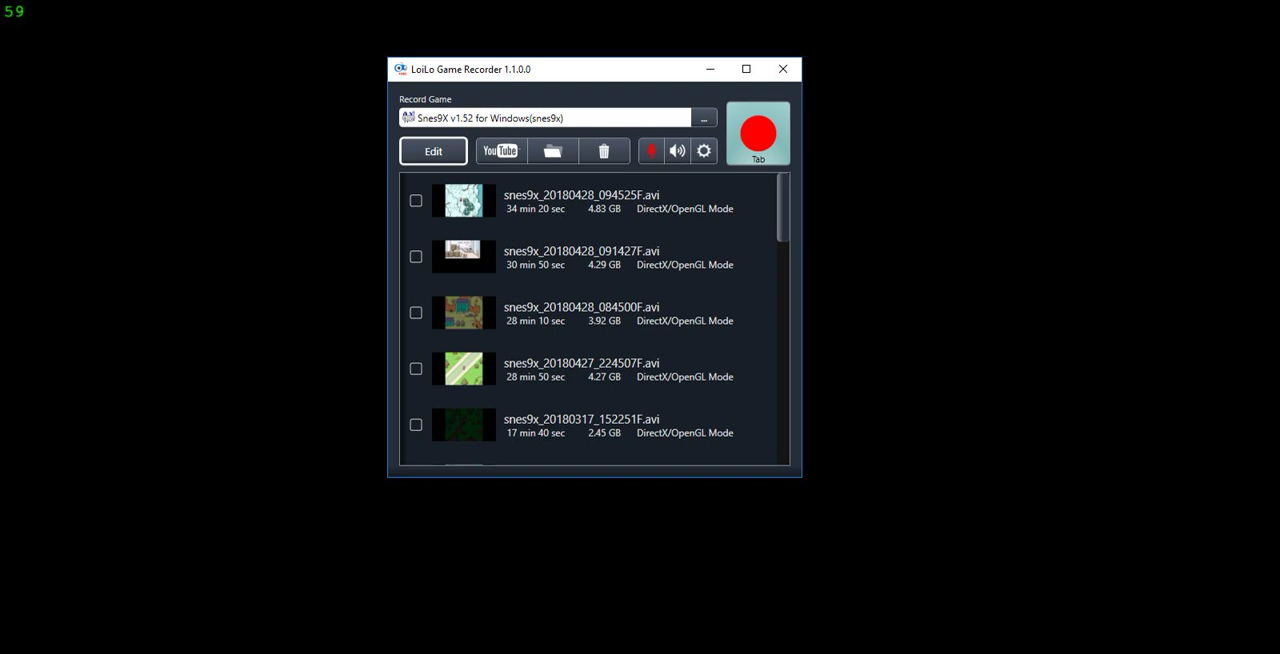 59
LoiLo Game Recorder 1.1.0.0
Record Game
Snes9X v1.52 for Windows(snes9x)
...
Edit
YouTube
Tab
snes9x_20180428_094525F.avi
34 min 20 sec 4.83 GB DirectX/OpenGL Mode
snes9x_20180428_091427F.avi
30 min 50 sec 4.29 GB DirectX/OpenGL Mode
snes9x_20180428_084500F.avi
28 min 10 sec 3.92 GB DirectX/OpenGL Mode
snes9x_20180427_224507F.avi
28 min 50 sec 4.27 GB DirectX/OpenGL Mode
snes9x_20180317_152251F.avi
17 min 40 sec 2.45 GB DirectX/OpenGL Mode